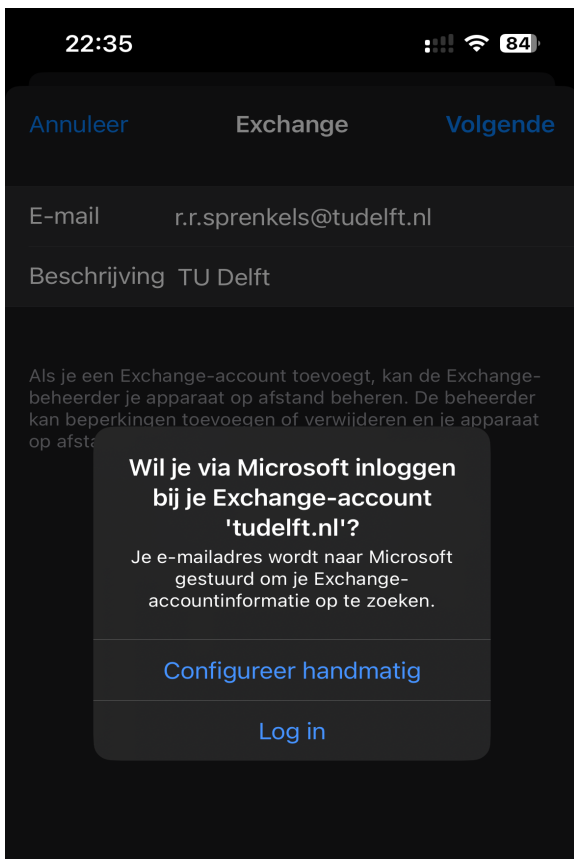 22:35
84
Annuleer Exchange Volgende
E-mail r.r.sprenkels@tudelft.nl
Beschrijving TU Delft
Als je een Exchange-account toevoegt, kan de Exchange-
beheerder je apparaat op afstand beheren. De beheerder
kan beperkingen toevoegen of verwijderen en je apparaat
op afsta
Wil je via Microsoft inloggen
bij je Exchange-account
'tudelft.nl'?
Je e-mailadres wordt naar Microsoft
gestuurd om je Exchange-
accountinformatie op te zoeken.
Configureer handmatig
Log in